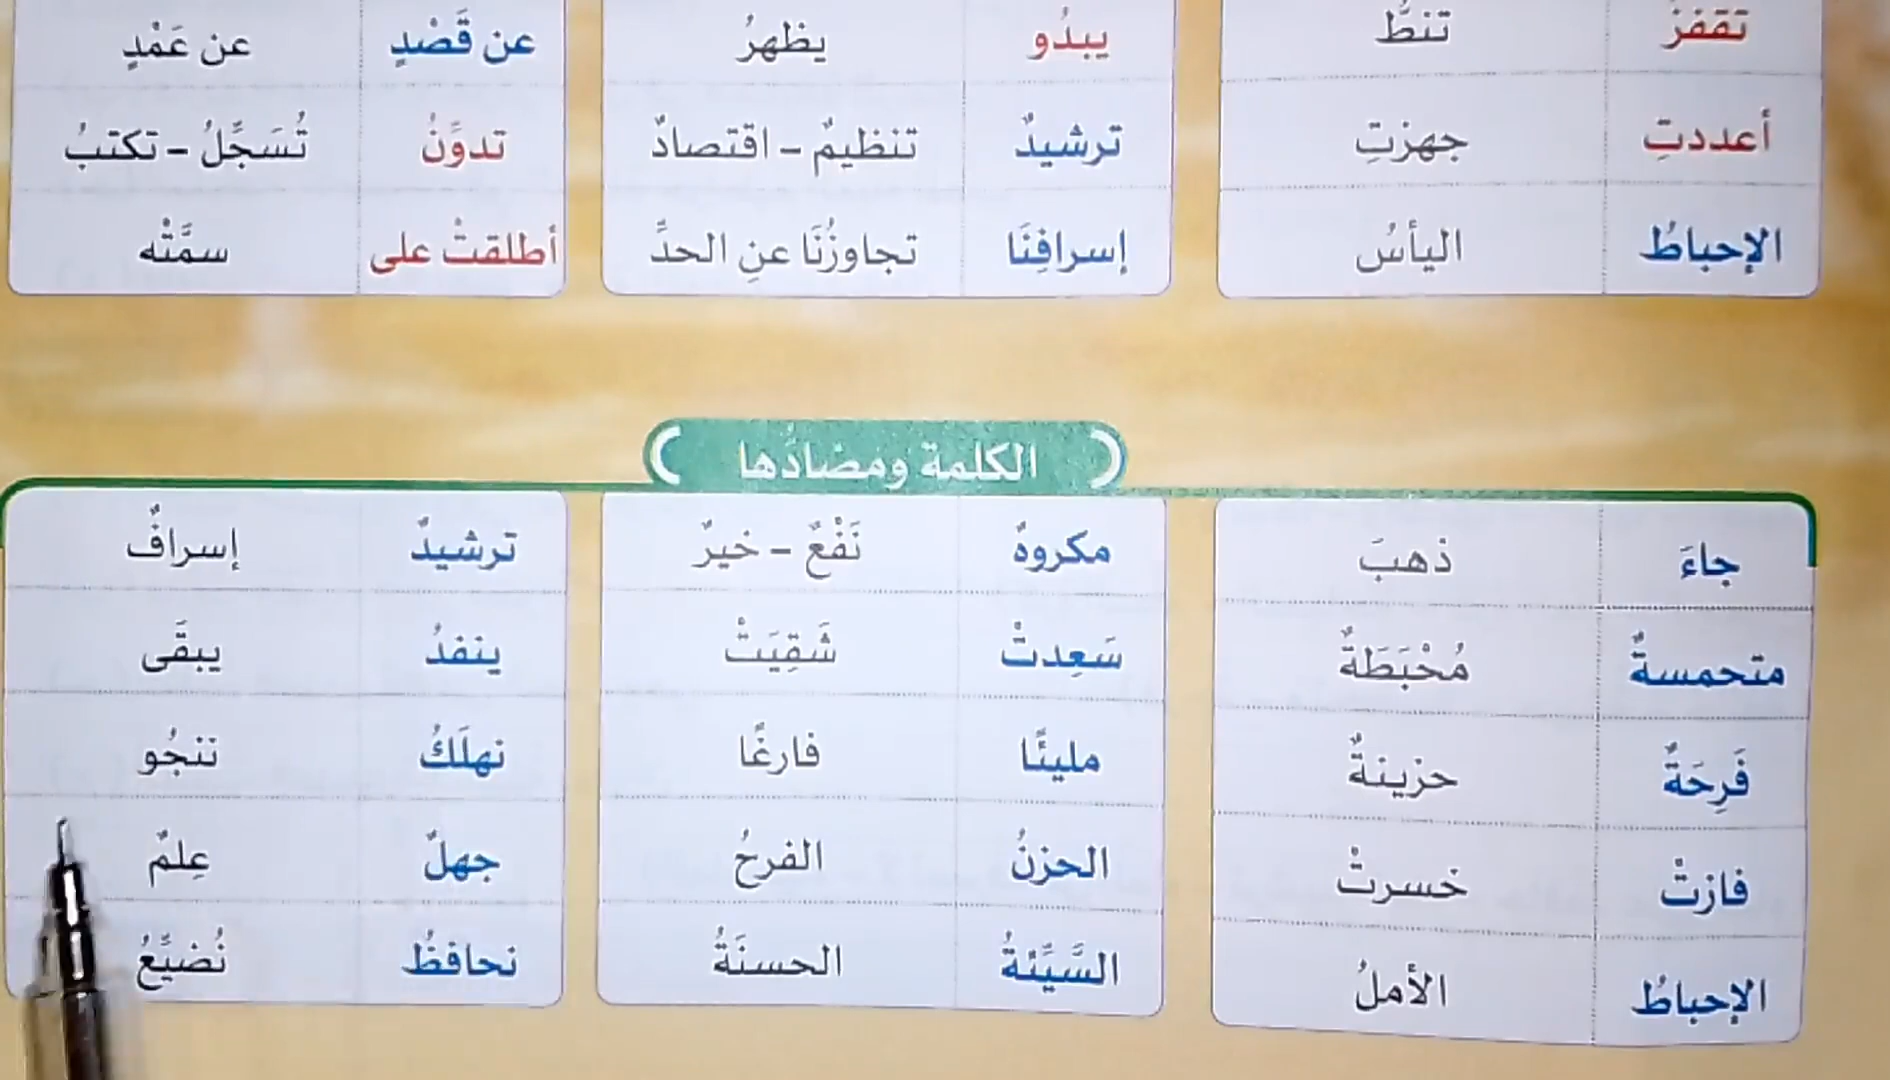 تقفزُ تنطُّ
أعددتِ جهزتِ
الإحباطُ اليأسُ
يبدُو يظهرُ
ترشيدٌ تنظيمٌ – اقتصادٌ
إسرافِنَا تجاوزُنَا عنِ الحدِّ
عن قَصْدٍ عن عَمْدٍ
تدوِّنُ تُسَجِّلُ – تكتبُ
أطلقتْ على سمَّتْه
الكلمة ومضادَّها
جاءَ ذهبَ
متحمسةٌ مُحْبَطَةٌ
فَرِحَةٌ حزينةٌ
فازتْ خسرتْ
الإحباطُ الأملُ
مكروهٌ نَفْعٌ – خيرٌ
سَعِدتْ شَقِيَتْ
مليئًا فارغًا
الحزنُ الفرحُ
السَّيِّئةُ الحسنَةُ
ترشيدٌ إسرافٌ
ينفدُ يبقَى
نهلَكُ ننجُو
جهلٌ عِلمٌ
نحافظُ نُضيِّعُ